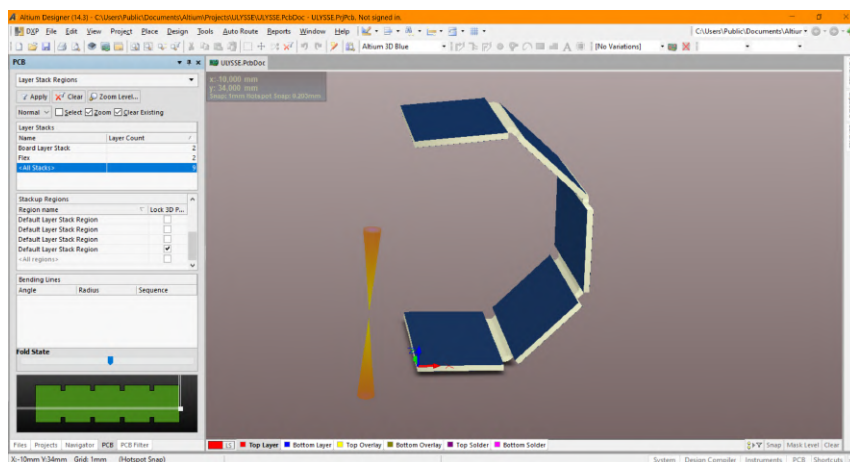 Altium Designer (14.3) - C:\Users\Public\Documents\Altium\Projects\ULYSSE\ULYSSE.PcbDoc - ULYSSE.PrjPcb. Not signed in.
DXP File Edit View Project Place Design Tools Auto Route Reports Window Help C:\Users\Public\Documents\Altiur
Altium 3D Blue [No Variations]
PCB
ULYSSE.PcbDoc
Layer Stack Regions
x:-10,000 mm
y: 34,000 mm
Snap: 1mm Hotspot Snap: 0.203mm
Apply Clear Zoom Level...
Normal Select Zoom Clear Existing
Layer Stacks
Name Layer Count
Board Layer Stack 2
Flex 2
<All Stacks> 9
Stackup Regions
Region name Lock 3D P...
Default Layer Stack Region
Default Layer Stack Region
Default Layer Stack Region
Default Layer Stack Region
<All regions>
Bending Lines
Angle Radius Sequence
Fold State
Files Projects Navigator PCB PCB Filter
LS Top Layer Bottom Layer Top Overlay Bottom Overlay Top Solder Bottom Solder
Snap Mask Level Clear
X:-10mm Y:34mm Grid: 1mm (Hotspot Snap)
System Design Compiler Instruments PCB Shortcuts